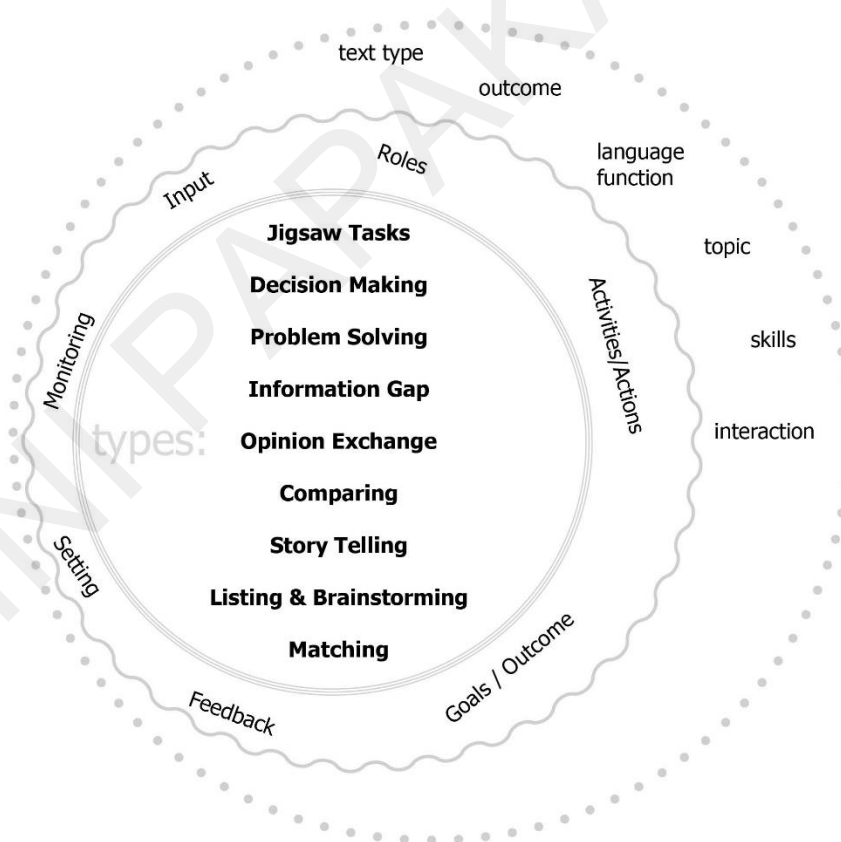 text type
outcome
language
function
topic
skills
interaction
Roles
Input
Activities/Actions
Monitoring
Setting
Feedback
Goals / Outcome
types:
Jigsaw Tasks
Decision Making
Problem Solving
Information Gap
Opinion Exchange
Comparing
Story Telling
Listing & Brainstorming
Matching